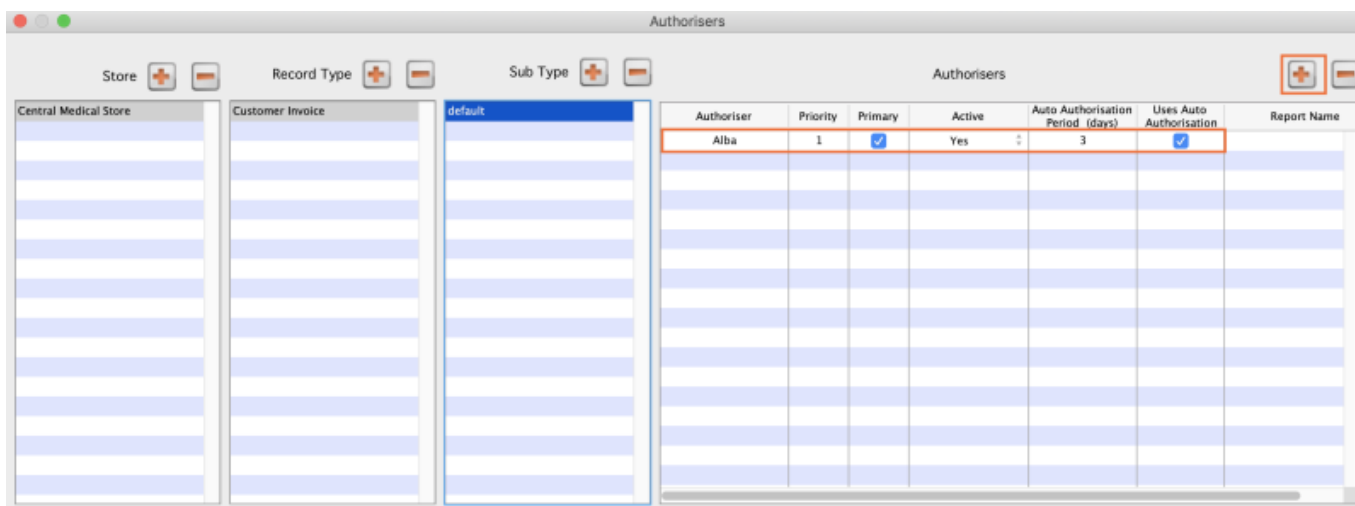 Authorisers
Store Record Type Sub Type Authorisers
Central Medical Store Customer Invoice default
Authoriser Priority Primary Active Auto Authorisation Period (days) Uses Auto Authorisation Report Name
Alba 1 Yes 3